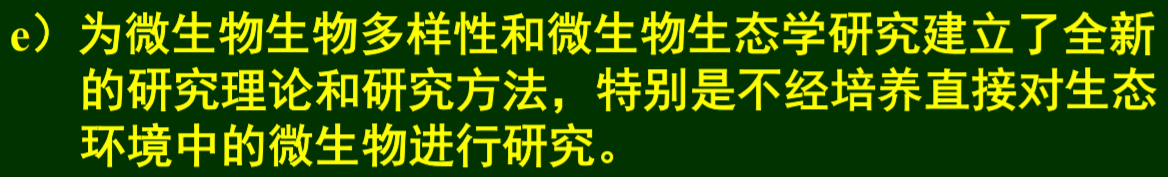 e）为微生物生物多样性和微生物生态学研究建立了全新
的研究理论和研究方法，特别是不经培养直接对生态
环境中的微生物进行研究。